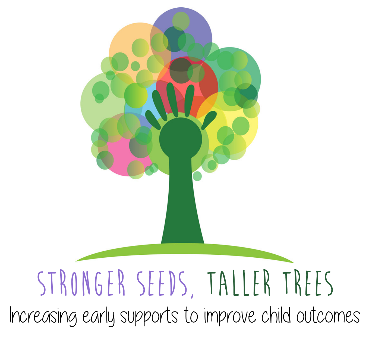 STRONGER SEEDS, TALLER TREES
Increasing early supports to improve child outcomes